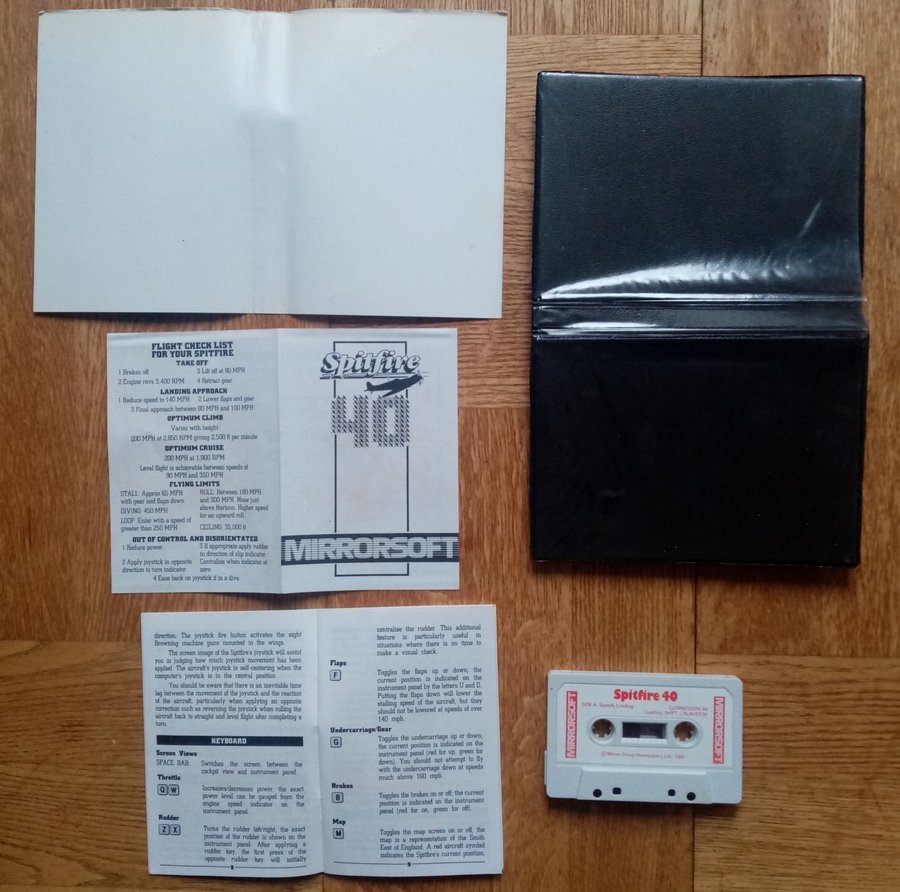 FLIGHT CHECK LIST
FOR YOUR SPITFIRE
TAKE OFF
1 Brakes off
3 Lift off at 90 MPH
2 Engine revs 3,400 RPM
4 Retract gear
LANDING APPROACH
1 Reduce speed to 140 MPH
2 Lower flaps and gear
3 Final approach between 80 MPH and 100 MPH
OPTIMUM CLIMB
Varies with height:
200 MPH at 2,850 RPM giving 2,500 ft per minute
OPTIMUM CRUISE
200 MPH at 1,900 RPM
Level flight is achievable between speeds of
90 MPH and 350 MPH
FLYING LIMITS
STALL: Approx 65 MPH
with gear and flaps down
DIVING: 450 MPH
LOOP: Enter with a speed of
greater than 250 MPH
ROLL: Between 180 MPH
and 300 MPH. Nose just
above Horizon. Higher speed
for an upward roll
CEILING: 35,000 ft
OUT OF CONTROL AND DISORIENTATED
1 Reduce power.
2 Apply joystick in opposite
direction to turn indicator
3 if appropriate apply rudder
in direction of slip indicator.
Centralise when indicator at
zero.
4 Ease back on joystick if in a dive
Spitfire
40
MIRRORSOFT
direction. The joystick fire button activates the eight
Browning machine guns mounted in the wings.
The screen image of the Spitfire's joystick will assist
you in judging how much joystick movement has been
applied. The aircraft's joystick is self-centering when the
computer's joystick is in the central position.
You should be aware that there is an inevitable time
lag between the movement of the joystick and the reaction
of the aircraft, particularly when applying an opposite
correction such as reversing the joystick when rolling the
aircraft back to straight and level flight after completing a
turn.
KEYBOARD
Screen Views
SPACE BAR
Switches the screen between the
cockpit view and instrument panel.
Throttle
Q W
Increases/decreases power, the exact
power level can be gauged from the
engine speed indicator on the
instrument panel.
Rudder
Z X
Turns the rudder left/right, the exact
position of the rudder is shown on the
instrument panel. After applying a
rudder key, the first press of the
opposite rudder key will initially
8
centralise the rudder. This additional
feature is particularly useful in
situations where there is no time to
make a visual check.
Flaps
F
Toggles the flaps up or down, the
current position is indicated on the
instrument panel by the letters U and D.
Putting the flaps down will lower the
stalling speed of the aircraft, but they
should not be lowered at speeds of over
140 mph.
Undercarriage/Gear
G
Toggles the undercarriage up or down,
the current position is indicated on the
instrument panel (red for up, green for
down). You should not attempt to fly
with the undercarriage down at speeds
much above 160 mph.
Brakes
B
Toggles the brakes on or off; the current
position is indicated on the instrument
panel (red for on, green for off).
Map
M
Toggles the map screen on or off, the
map is a representation of the South
East of England. A red aircraft symbol
indicates the Spitfire's current position,
9
Spitfire 40
SIDE A: Speedy Loading
COMMODORE 64
Loading: SHIFT + RUN-STOP
MIRRORSOFT
MIRRORSOFT
© Mirror Group Newspapers Ltd. 1985